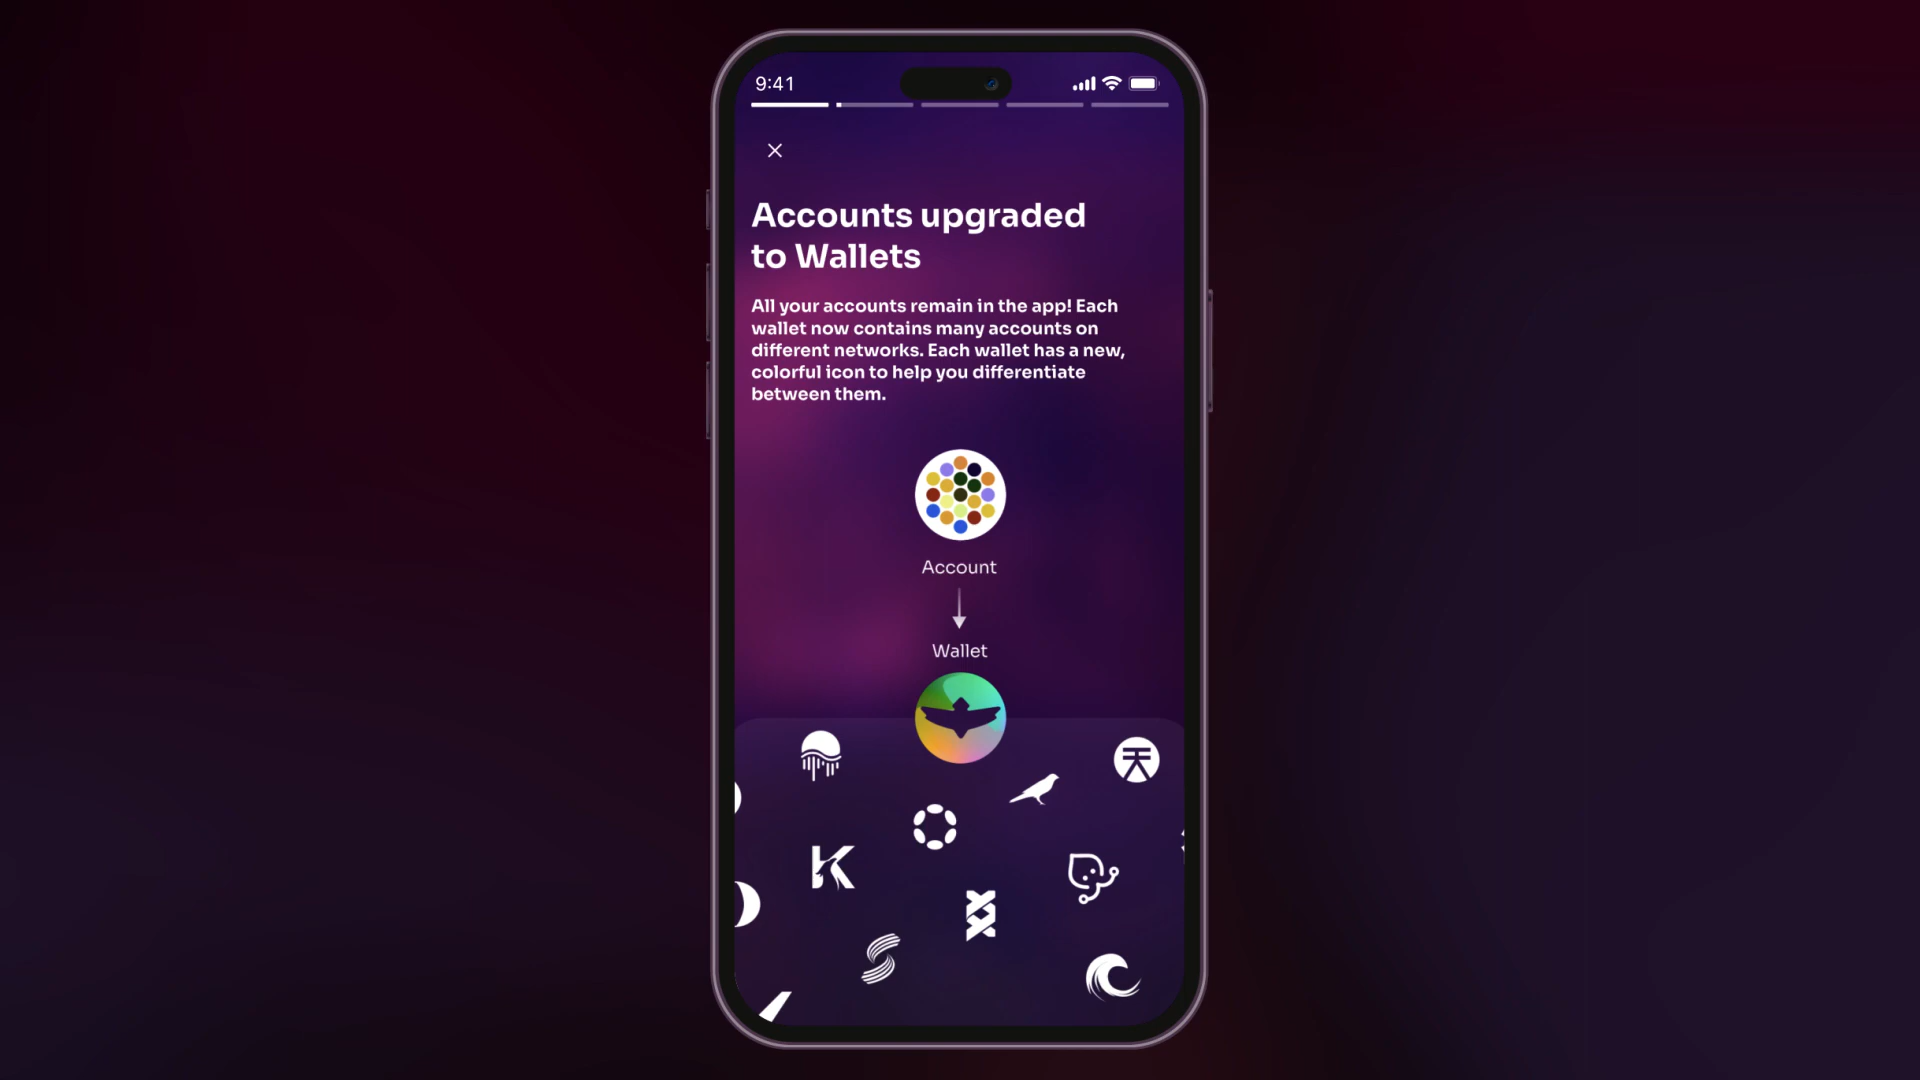 9:41
Accounts upgraded
to Wallets
All your accounts remain in the app! Each
wallet now contains many accounts on
different networks. Each wallet has a new,
colorful icon to help you differentiate
between them.
Account
Wallet
天
K